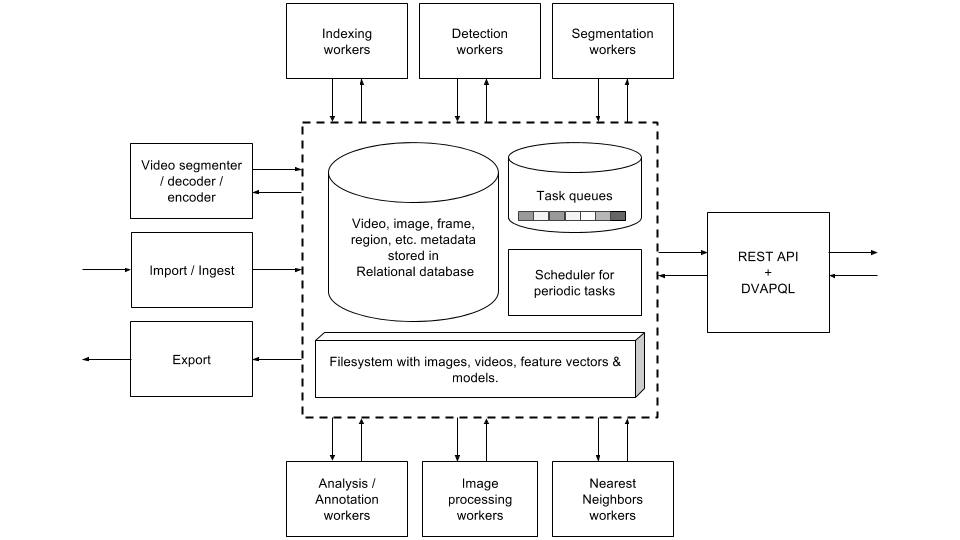 Indexing
workers
Detection
workers
Segmentation
workers
Video segmenter
/ decoder /
encoder
Import / Ingest
Export
Video, image, frame,
region, etc. metadata
stored in
Relational database
Task queues
Scheduler for
periodic tasks
Filesystem with images, videos, feature vectors &
models.
REST API
+
DVAPQL
Analysis /
Annotation
workers
Image
processing
workers
Nearest
Neighbors
workers